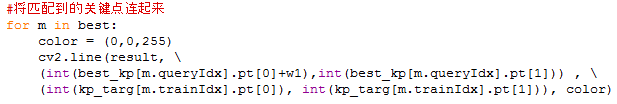 #将匹配到的关键点连起来
for m in best:
    color = (0,0,255)
    cv2.line(result, \
    (int(best_kp[m.queryIdx].pt[0]+w1),int(best_kp[m.queryIdx].pt[1])) , \
    (int(kp_targ[m.trainIdx].pt[0]), int(kp_targ[m.trainIdx].pt[1])), color)